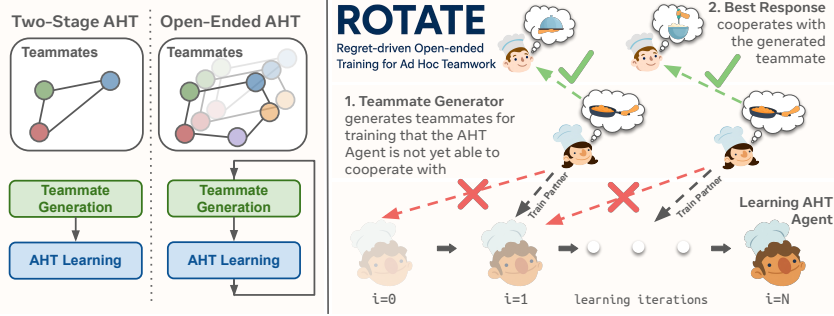 Two-Stage AHT
Open-Ended AHT
Teammates
Teammates
Teammate
Generation
Teammate
Generation
AHT Learning
AHT Learning
ROTATE
Regret-driven Open-ended
Training for Ad Hoc Teamwork
2. Best Response
cooperates with
the generated
teammate
1. Teammate Generator
generates teammates for
training that the AHT
Agent is not yet able to
cooperate with
Train Partner
Train Partner
Learning AHT
Agent
i=0
i=1
learning iterations
i=N